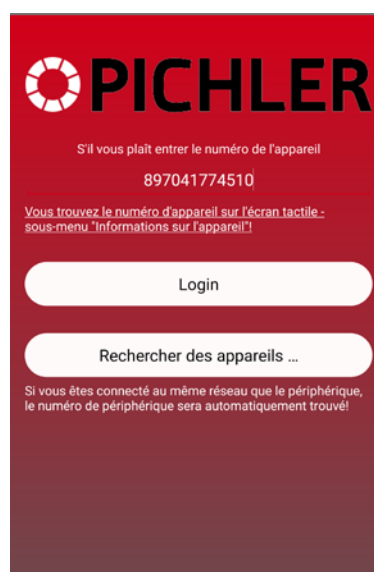 PICHLER
S'il vous plaît entrer le numéro de l'appareil
897041774510
Vous trouvez le numéro d'appareil sur l'écran tactile -
sous-menu "Informations sur l'appareil"!
Login
Rechercher des appareils ...
Si vous êtes connecté au même réseau que le périphérique,
le numéro de périphérique sera automatiquement trouvé!